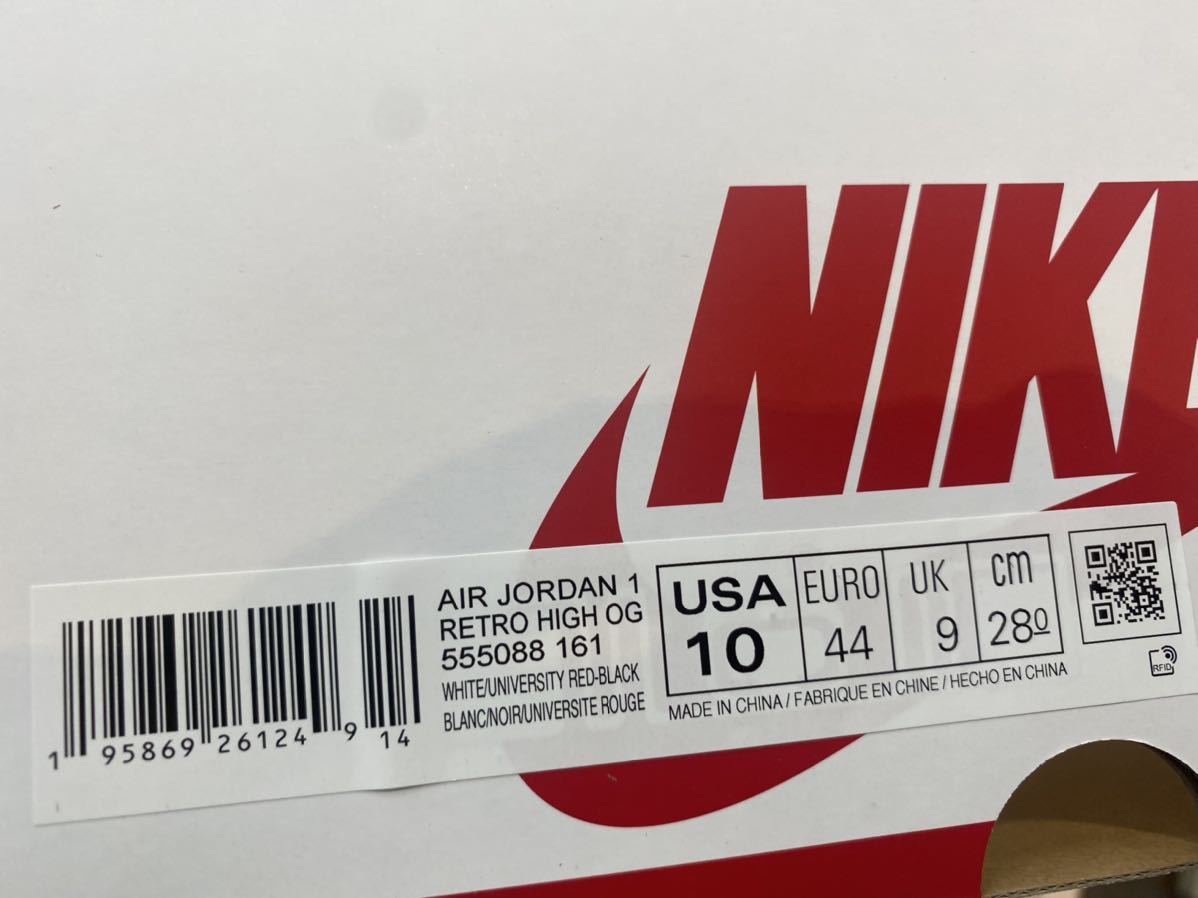 NIKE
AIR JORDAN 1
RETRO HIGH OG
555088 161
WHITE/UNIVERSITY RED-BLACK
BLANC/NOIR/UNIVERSITE ROUGE
1 95869 26124 9 14
USA EURO UK cm
10 44 9 280
MADE IN CHINA / FABRIQUE EN CHINE / HECHO EN CHINA
RFID